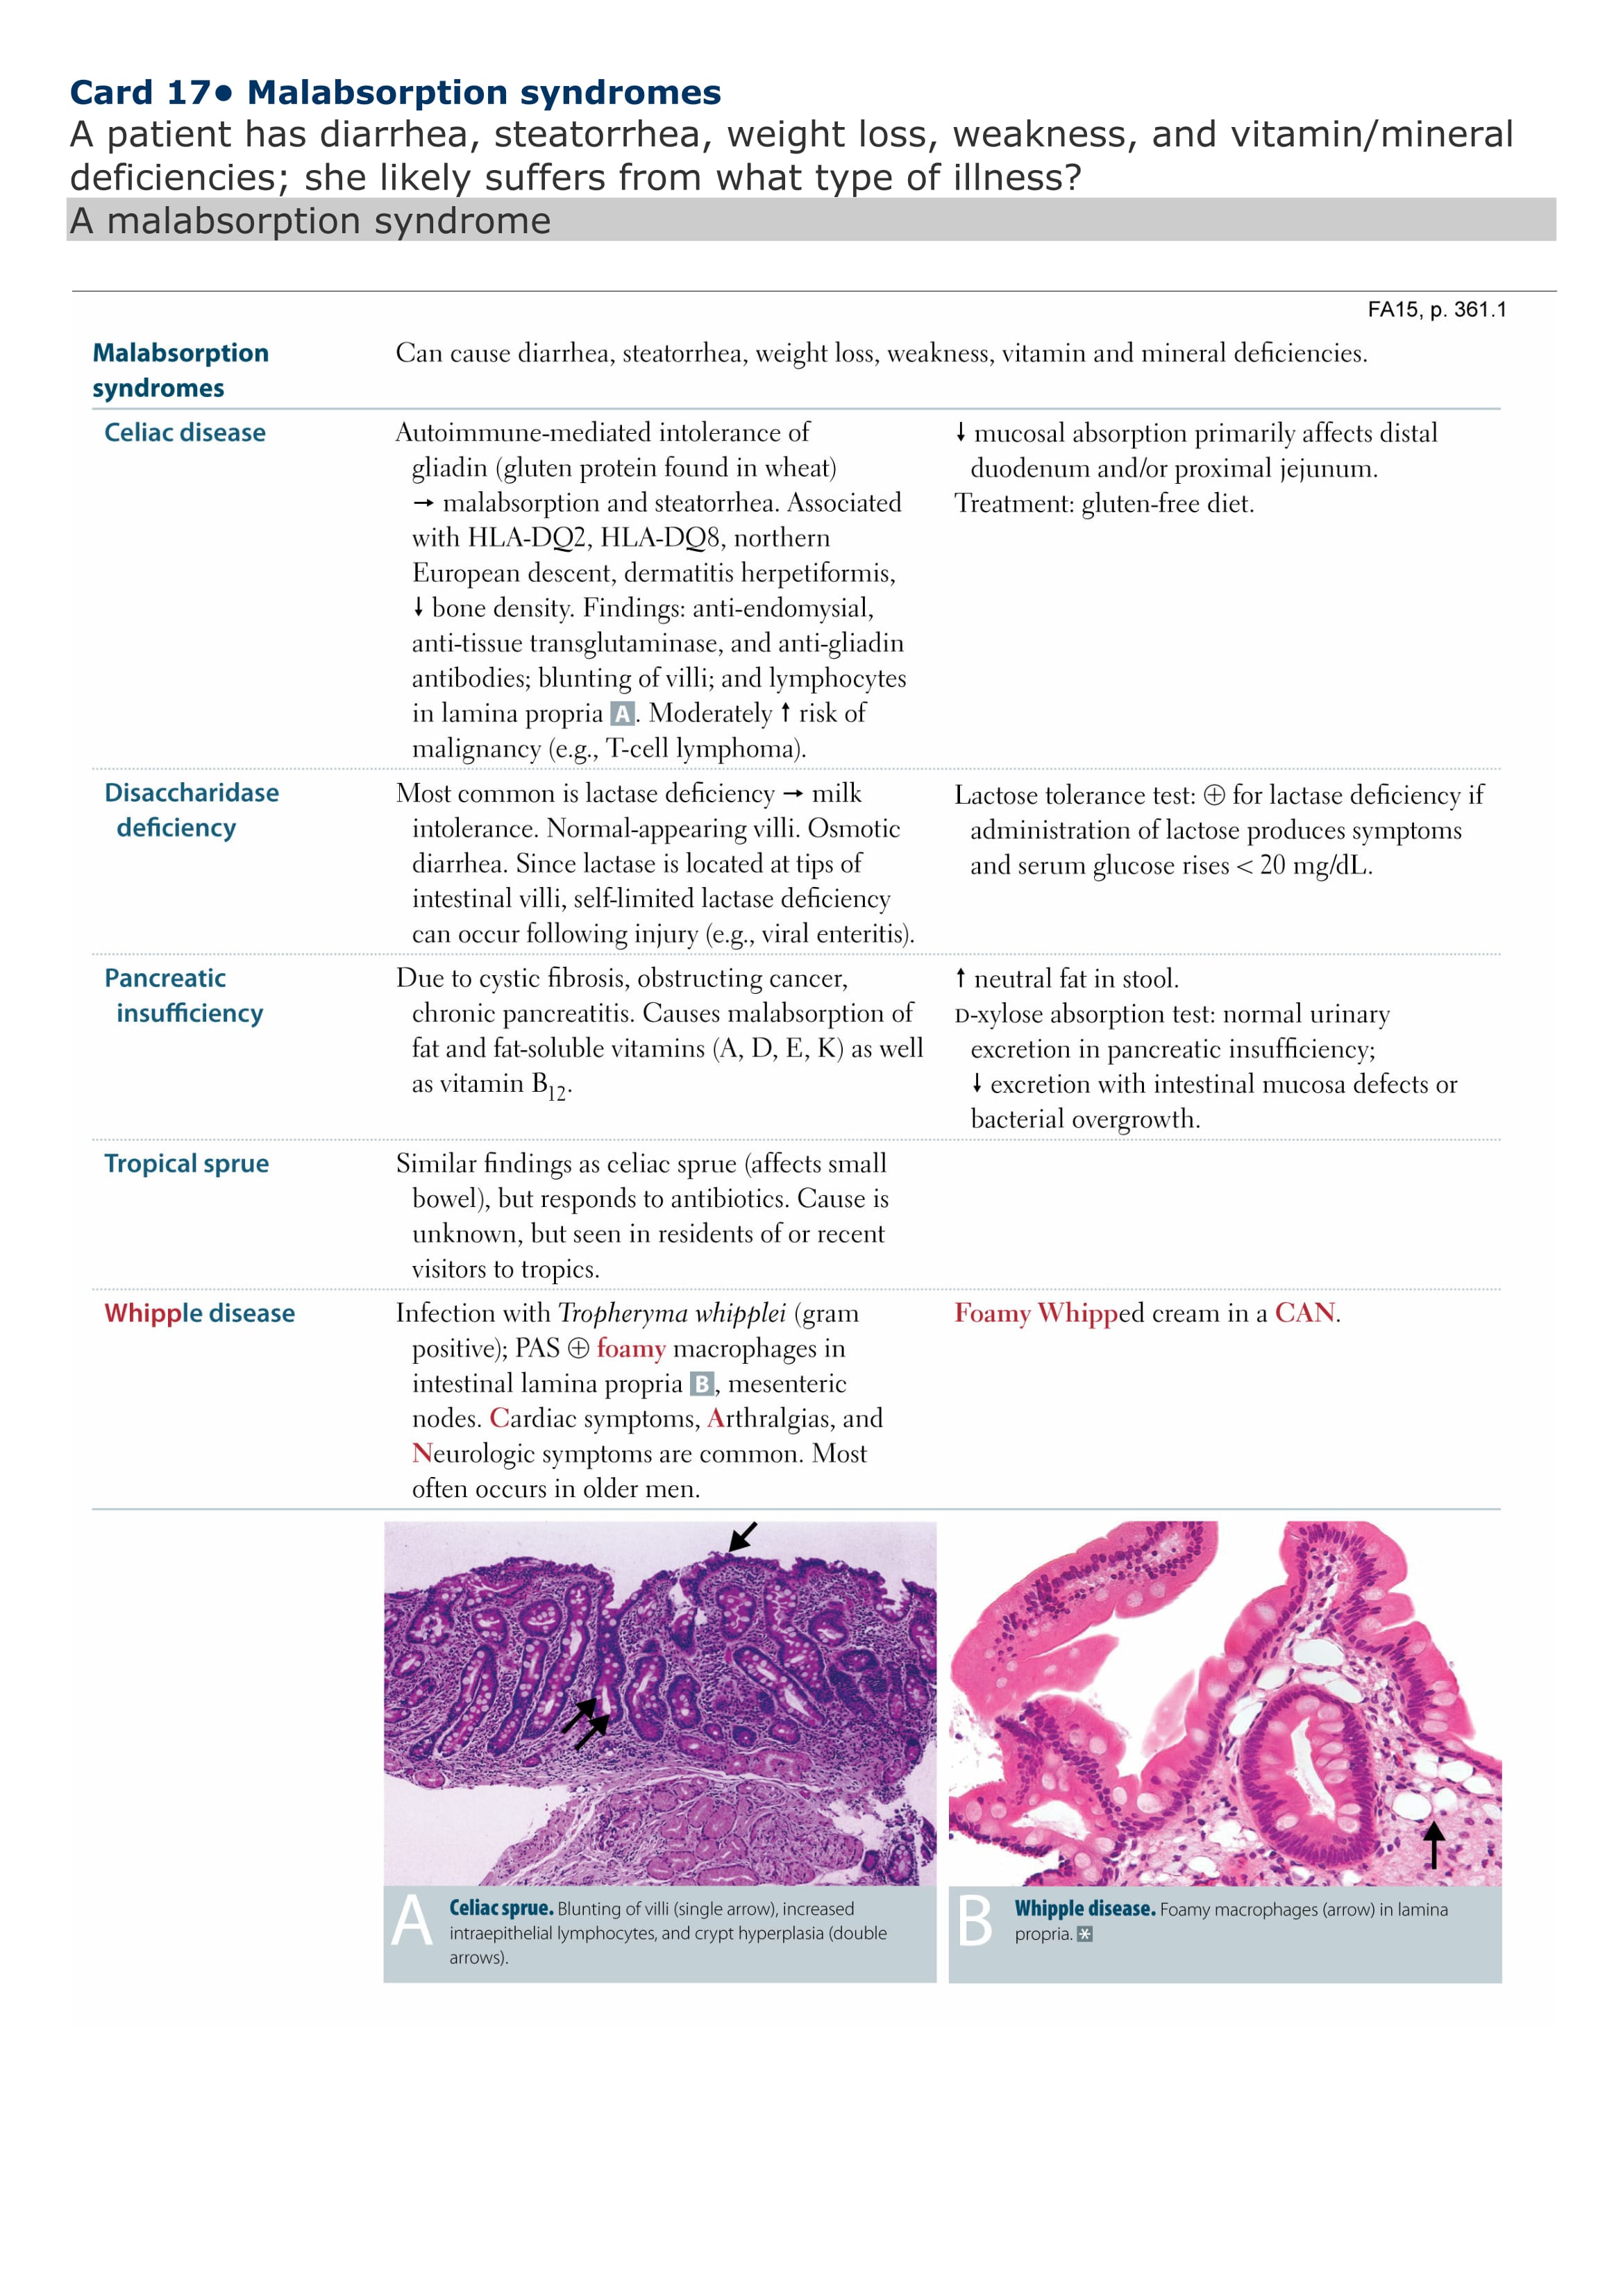 Card 17● Malabsorption syndromes
A patient has diarrhea, steatorrhea, weight loss, weakness, and vitamin/mineral
deficiencies; she likely suffers from what type of illness?
A malabsorption syndrome
FA15, p. 361.1
Malabsorption
syndromes
Can cause diarrhea, steatorrhea, weight loss, weakness, vitamin and mineral deficiencies.
Celiac disease
Autoimmune-mediated intolerance of
gliadin (gluten protein found in wheat)
→ malabsorption and steatorrhea. Associated
with HLA-DQ2, HLA-DQ8, northern
European descent, dermatitis herpetiformis,
↓ bone density. Findings: anti-endomysial,
anti-tissue transglutaminase, and anti-gliadin
antibodies; blunting of villi; and lymphocytes
in lamina propria A. Moderately ↑ risk of
malignancy (e.g., T-cell lymphoma).
↓ mucosal absorption primarily affects distal
duodenum and/or proximal jejunum.
Treatment: gluten-free diet.
Disaccharidase
deficiency
Most common is lactase deficiency → milk
intolerance. Normal-appearing villi. Osmotic
diarrhea. Since lactase is located at tips of
intestinal villi, self-limited lactase deficiency
can occur following injury (e.g., viral enteritis).
Lactose tolerance test: ⊕ for lactase deficiency if
administration of lactose produces symptoms
and serum glucose rises < 20 mg/dL.
Pancreatic
insufficiency
Due to cystic fibrosis, obstructing cancer,
chronic pancreatitis. Causes malabsorption of
fat and fat-soluble vitamins (A, D, E, K) as well
as vitamin B12.
↑ neutral fat in stool.
D-xylose absorption test: normal urinary
excretion in pancreatic insufficiency;
↓ excretion with intestinal mucosa defects or
bacterial overgrowth.
Tropical sprue
Similar findings as celiac sprue (affects small
bowel), but responds to antibiotics. Cause is
unknown, but seen in residents of or recent
visitors to tropics.
Whipple disease
Infection with Tropheryma whipplei (gram
positive); PAS ⊕ foamy macrophages in
intestinal lamina propria B, mesenteric
nodes. Cardiac symptoms, Arthralgias, and
Neurologic symptoms are common. Most
often occurs in older men.
Foamy Whipped cream in a CAN.
A
Celiac sprue. Blunting of villi (single arrow), increased
intraepithelial lymphocytes, and crypt hyperplasia (double
arrows).
B
Whipple disease. Foamy macrophages (arrow) in lamina
propria. *